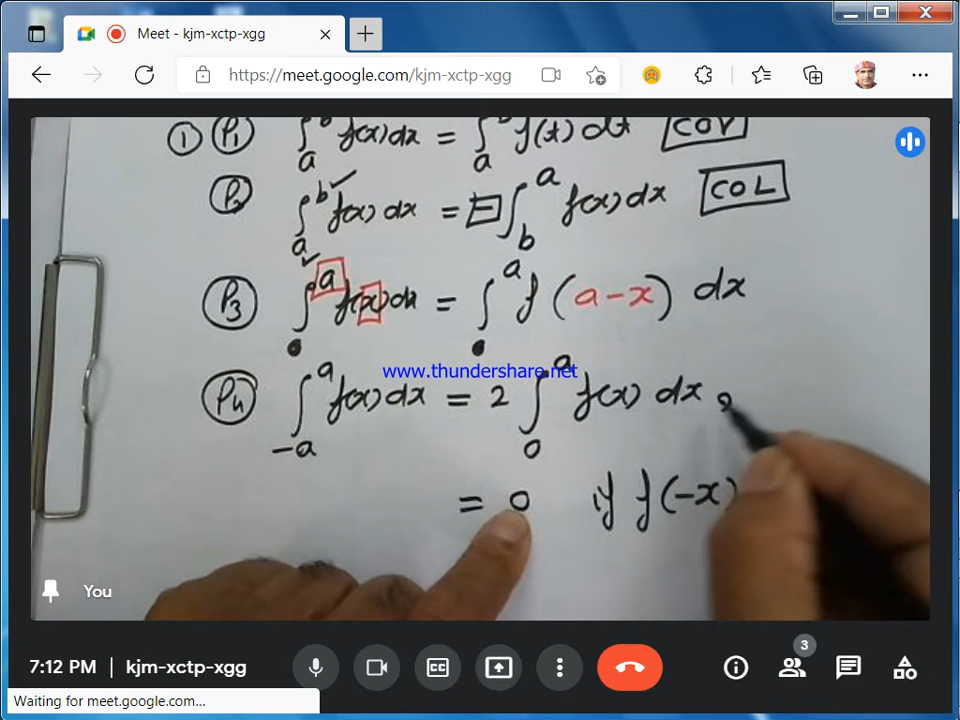 Meet - kjm-xctp-xgg
https://meet.google.com/kjm-xctp-xgg
① (P1) ∫_a^b f(x)dx = ∫_a^b f(t)dt COV
(P2) ∫_a^b f(x)dx = - ∫_b^a f(x)dx COL
(P3) ∫_0^a f(x)dx = ∫_0^a f(a-x) dx
www.thundershare.net
(P4) ∫_-a^a f(x)dx = 2 ∫_0^a f(x) dx,
= 0 if f(-x)
You
3
7:12 PM | kjm-xctp-xgg
CC
Waiting for meet.google.com...